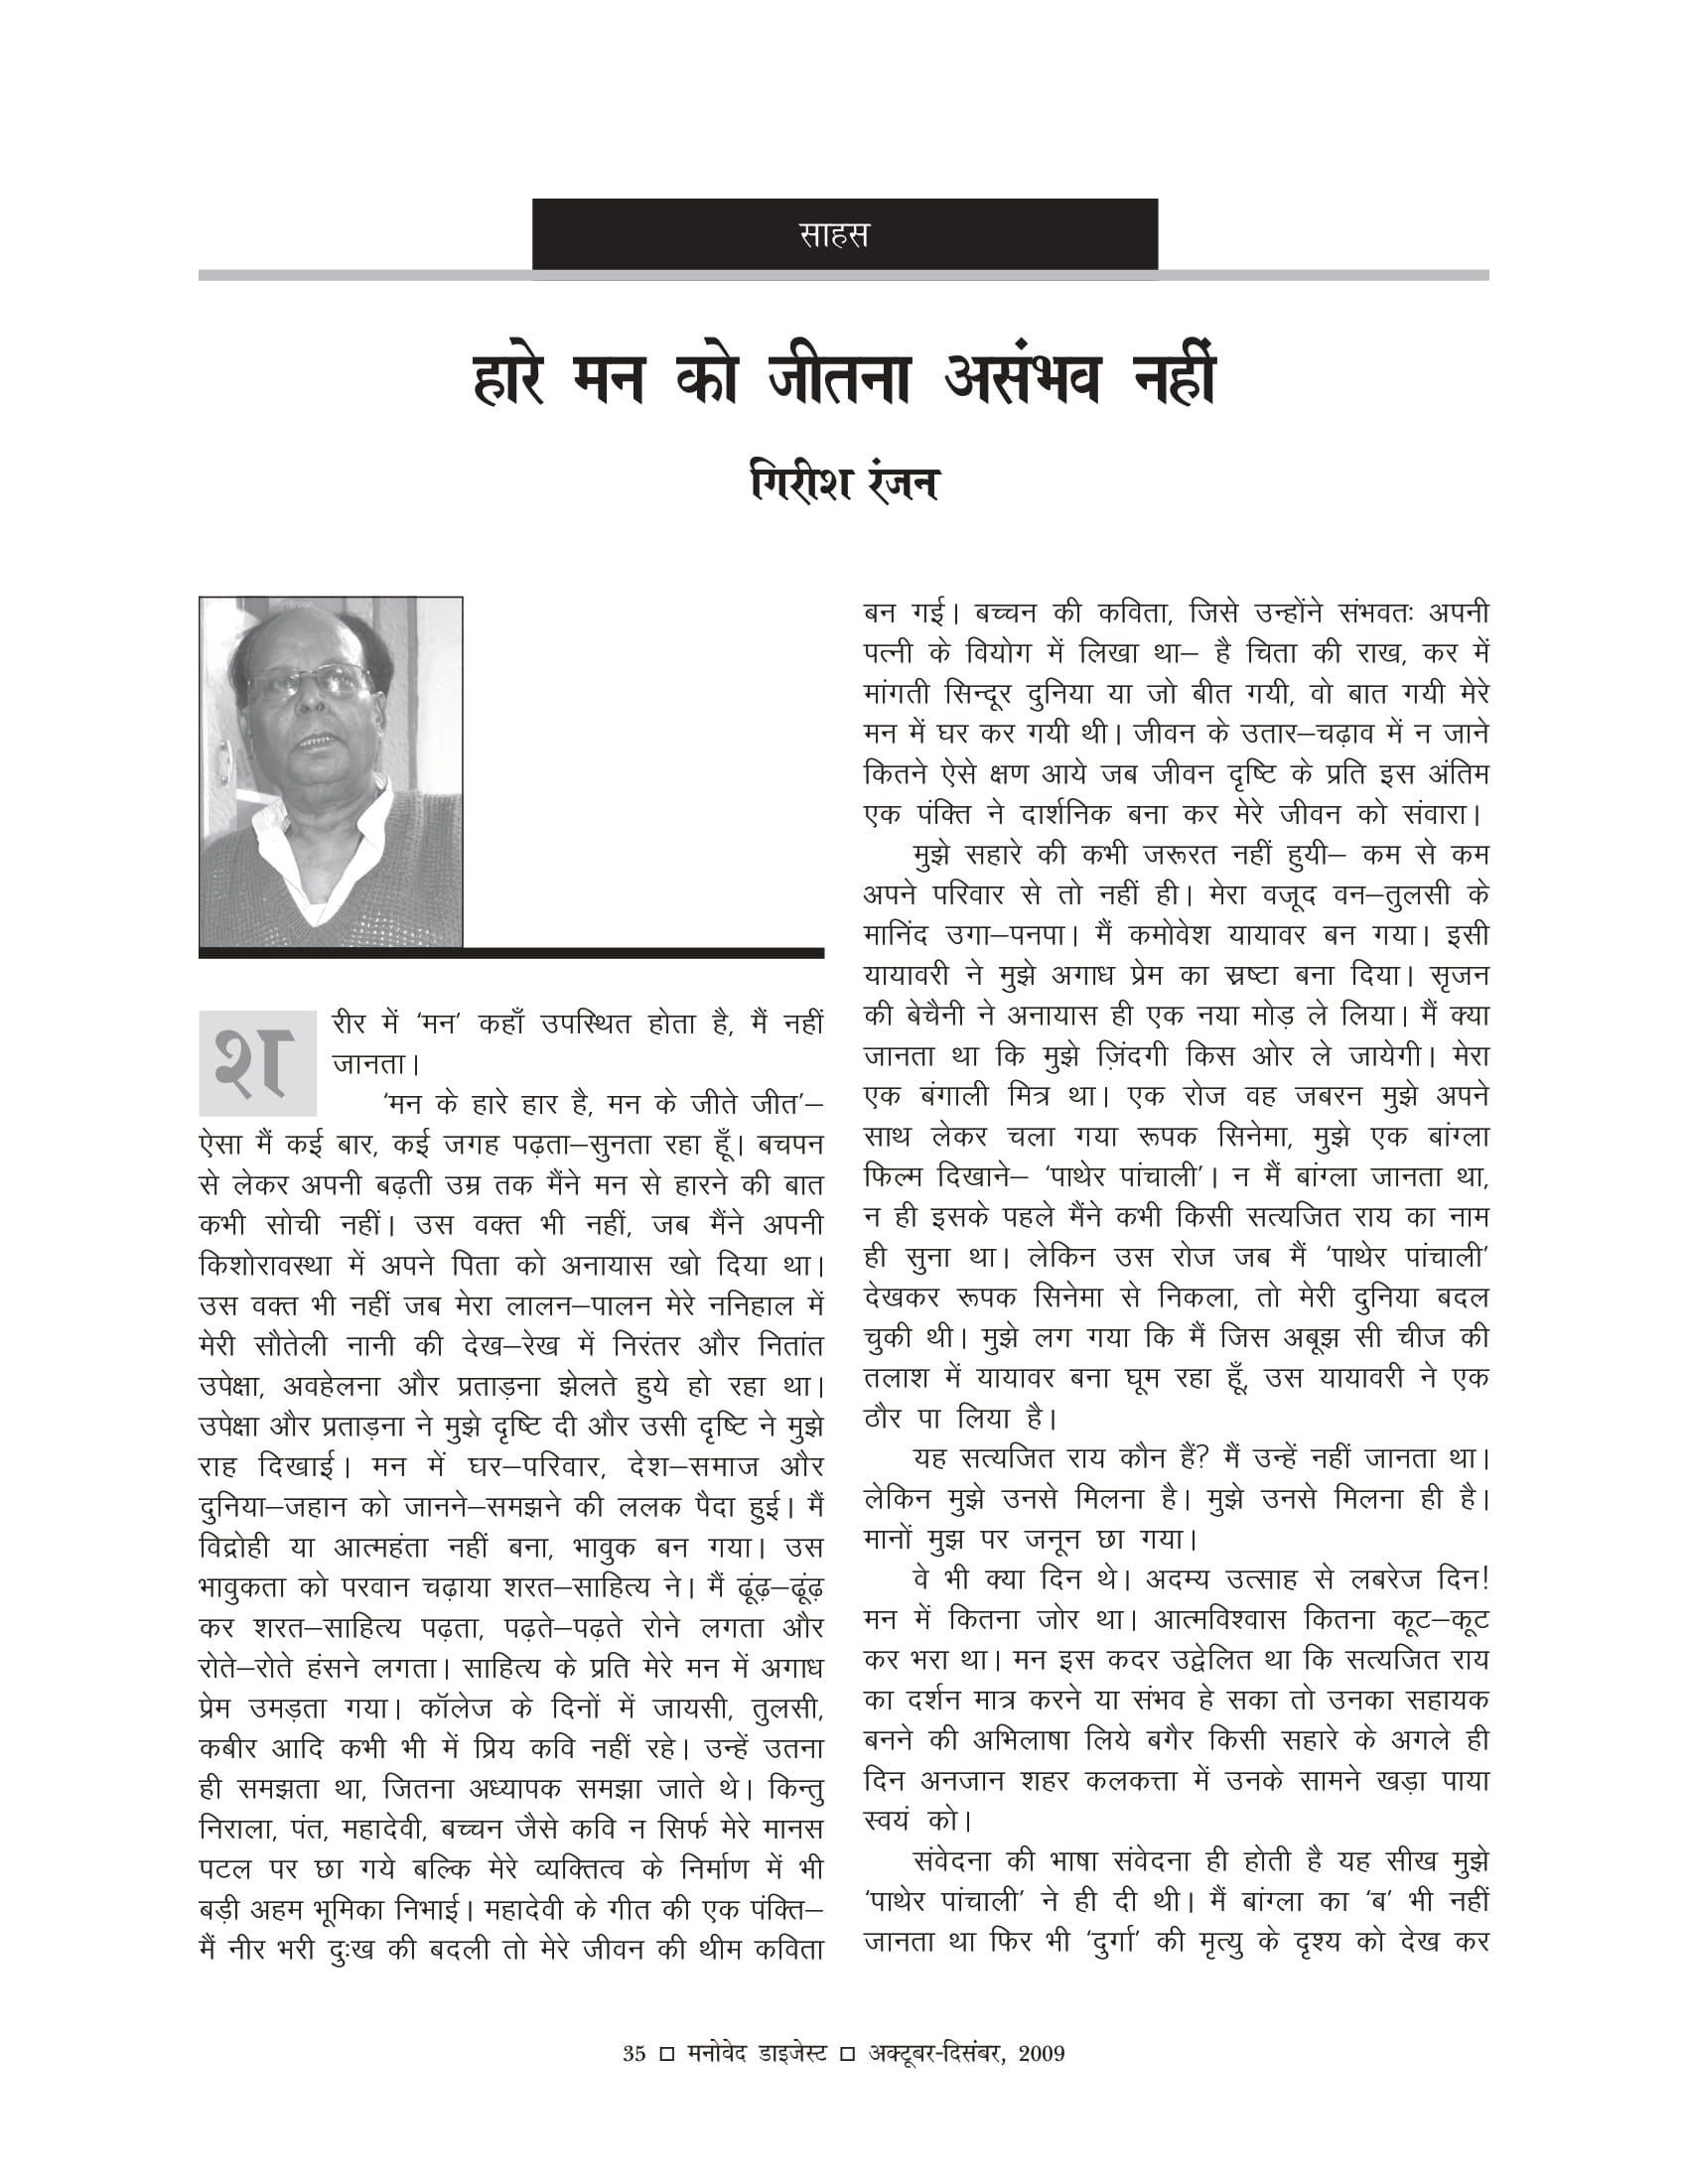 साहस
हारे मन को जीतना असंभव नहीं
गिरीश रंजन
शरीर में ‘मन’ कहाँ उपस्थित होता है, मैं नहीं
जानता।
‘मन के हारे हार है, मन के जीते जीत’–
ऐसा मैं कई बार, कई जगह पढ़ता–सुनता रहा हूँ। बचपन
से लेकर अपनी बढ़ती उम्र तक मैंने मन से हारने की बात
कभी सोची नहीं। उस वक्त भी नहीं, जब मैंने अपनी
किशोरावस्था में अपने पिता को अनायास खो दिया था।
उस वक्त भी नहीं जब मेरा लालन–पालन मेरे ननिहाल में
मेरी सौतेली नानी की देख–रेख में निरंतर और नितांत
उपेक्षा, अवहेलना और प्रताड़ना झेलते हुये हो रहा था।
उपेक्षा और प्रताड़ना ने मुझे दृष्टि दी और उसी दृष्टि ने मुझे
राह दिखाई। मन में घर–परिवार, देश–समाज और
दुनिया–जहान को जानने–समझने की ललक पैदा हुई। मैं
विद्रोही या आत्महंता नहीं बना, भावुक बन गया। उस
भावुकता को परवान चढ़ाया शरत–साहित्य ने। मैं ढूंढ़–ढूंढ़
कर शरत–साहित्य पढ़ता, पढ़ते–पढ़ते रोने लगता और
रोते–रोते हंसने लगता। साहित्य के प्रति मेरे मन में अगाध
प्रेम उमड़ता गया। कॉलेज के दिनों में जायसी, तुलसी,
कबीर आदि कभी भी में प्रिय कवि नहीं रहे। उन्हें उतना
ही समझता था, जितना अध्यापक समझा जाते थे। किन्तु
निराला, पंत, महादेवी, बच्चन जैसे कवि न सिर्फ मेरे मानस
पटल पर छा गये बल्कि मेरे व्यक्तित्व के निर्माण में भी
बड़ी अहम भूमिका निभाई। महादेवी के गीत की एक पंक्ति–
मैं नीर भरी दुःख की बदली तो मेरे जीवन की थीम कविता
बन गई। बच्चन की कविता, जिसे उन्होंने संभवतः अपनी
पत्नी के वियोग में लिखा था– है चिता की राख, कर में
मांगती सिन्दूर दुनिया या जो बीत गयी, वो बात गयी मेरे
मन में घर कर गयी थी। जीवन के उतार–चढ़ाव में न जाने
कितने ऐसे क्षण आये जब जीवन दृष्टि के प्रति इस अंतिम
एक पंक्ति ने दार्शनिक बना कर मेरे जीवन को संवारा।
मुझे सहारे की कभी जरूरत नहीं हुयी– कम से कम
अपने परिवार से तो नहीं ही। मेरा वजूद वन–तुलसी के
मानिंद उगा–पनपा। मैं कमोवेश यायावर बन गया। इसी
यायावरी ने मुझे अगाध प्रेम का स्रष्टा बना दिया। सृजन
की बेचैनी ने अनायास ही एक नया मोड़ ले लिया। मैं क्या
जानता था कि मुझे ज़िंदगी किस ओर ले जायेगी। मेरा
एक बंगाली मित्र था। एक रोज वह जबरन मुझे अपने
साथ लेकर चला गया रूपक सिनेमा, मुझे एक बांग्ला
फिल्म दिखाने– ‘पाथेर पांचाली’। न मैं बांग्ला जानता था,
न ही इसके पहले मैंने कभी किसी सत्यजित राय का नाम
ही सुना था। लेकिन उस रोज जब मैं ‘पाथेर पांचाली’
देखकर रूपक सिनेमा से निकला, तो मेरी दुनिया बदल
चुकी थी। मुझे लग गया कि मैं जिस अबूझ सी चीज की
तलाश में यायावर बना घूम रहा हूँ, उस यायावरी ने एक
ठौर पा लिया है।
यह सत्यजित राय कौन हैं? मैं उन्हें नहीं जानता था।
लेकिन मुझे उनसे मिलना है। मुझे उनसे मिलना ही है।
मानों मुझ पर जनून छा गया।
वे भी क्या दिन थे। अदम्य उत्साह से लबरेज दिन!
मन में कितना जोर था। आत्मविश्वास कितना कूट–कूट
कर भरा था। मन इस कदर उद्वेलित था कि सत्यजित राय
का दर्शन मात्र करने या संभव हे सका तो उनका सहायक
बनने की अभिलाषा लिये बगैर किसी सहारे के अगले ही
दिन अनजान शहर कलकत्ता में उनके सामने खड़ा पाया
स्वयं को।
संवेदना की भाषा संवेदना ही होती है यह सीख मुझे
‘पाथेर पांचाली’ ने ही दी थी। मैं बांग्ला का ‘ब’ भी नहीं
जानता था फिर भी ‘दुर्गा’ की मृत्यु के दृश्य को देख कर
35 □ मनोवेद डाइजेस्ट □ अक्टूबर-दिसंबर, 2009